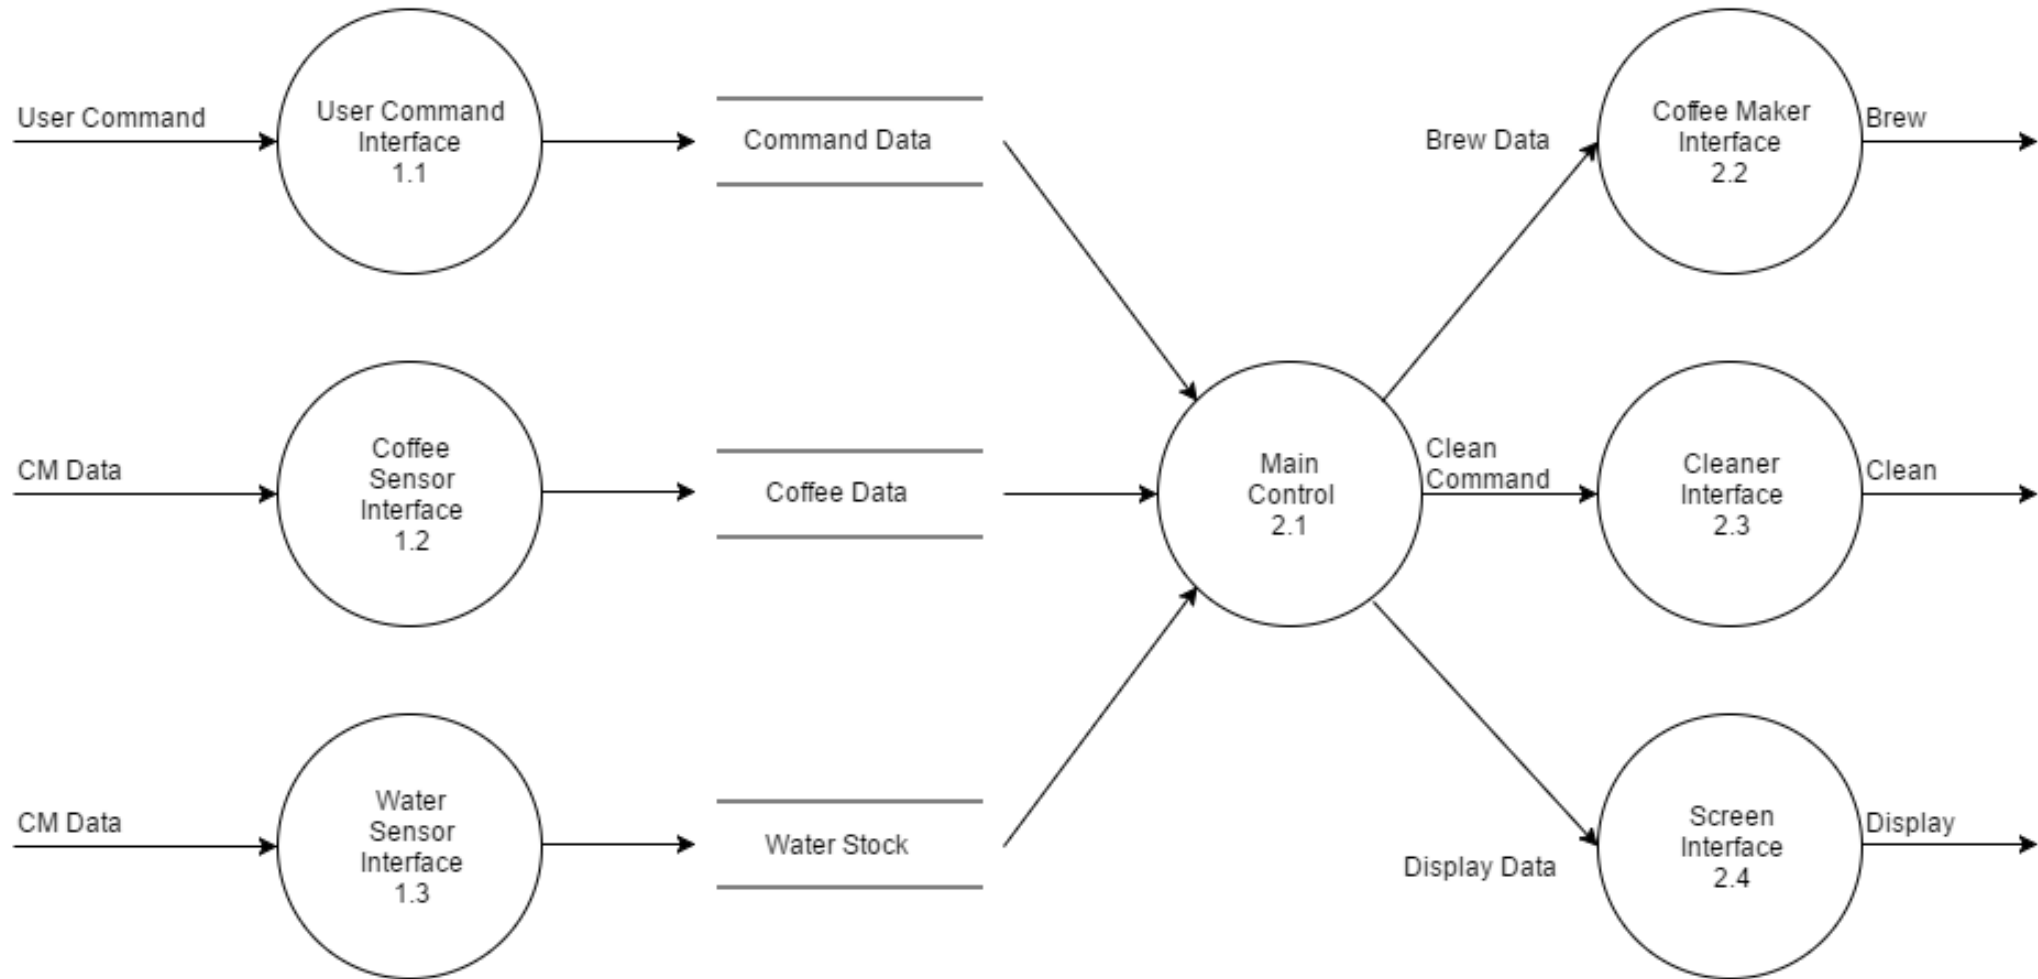 User Command
User Command
Interface
1.1
Command Data
Brew Data
Coffee Maker
Interface
2.2
Brew
CM Data
Coffee
Sensor
Interface
1.2
Coffee Data
Main
Control
2.1
Clean
Command
Cleaner
Interface
2.3
Clean
CM Data
Water
Sensor
Interface
1.3
Water Stock
Display Data
Screen
Interface
2.4
Display